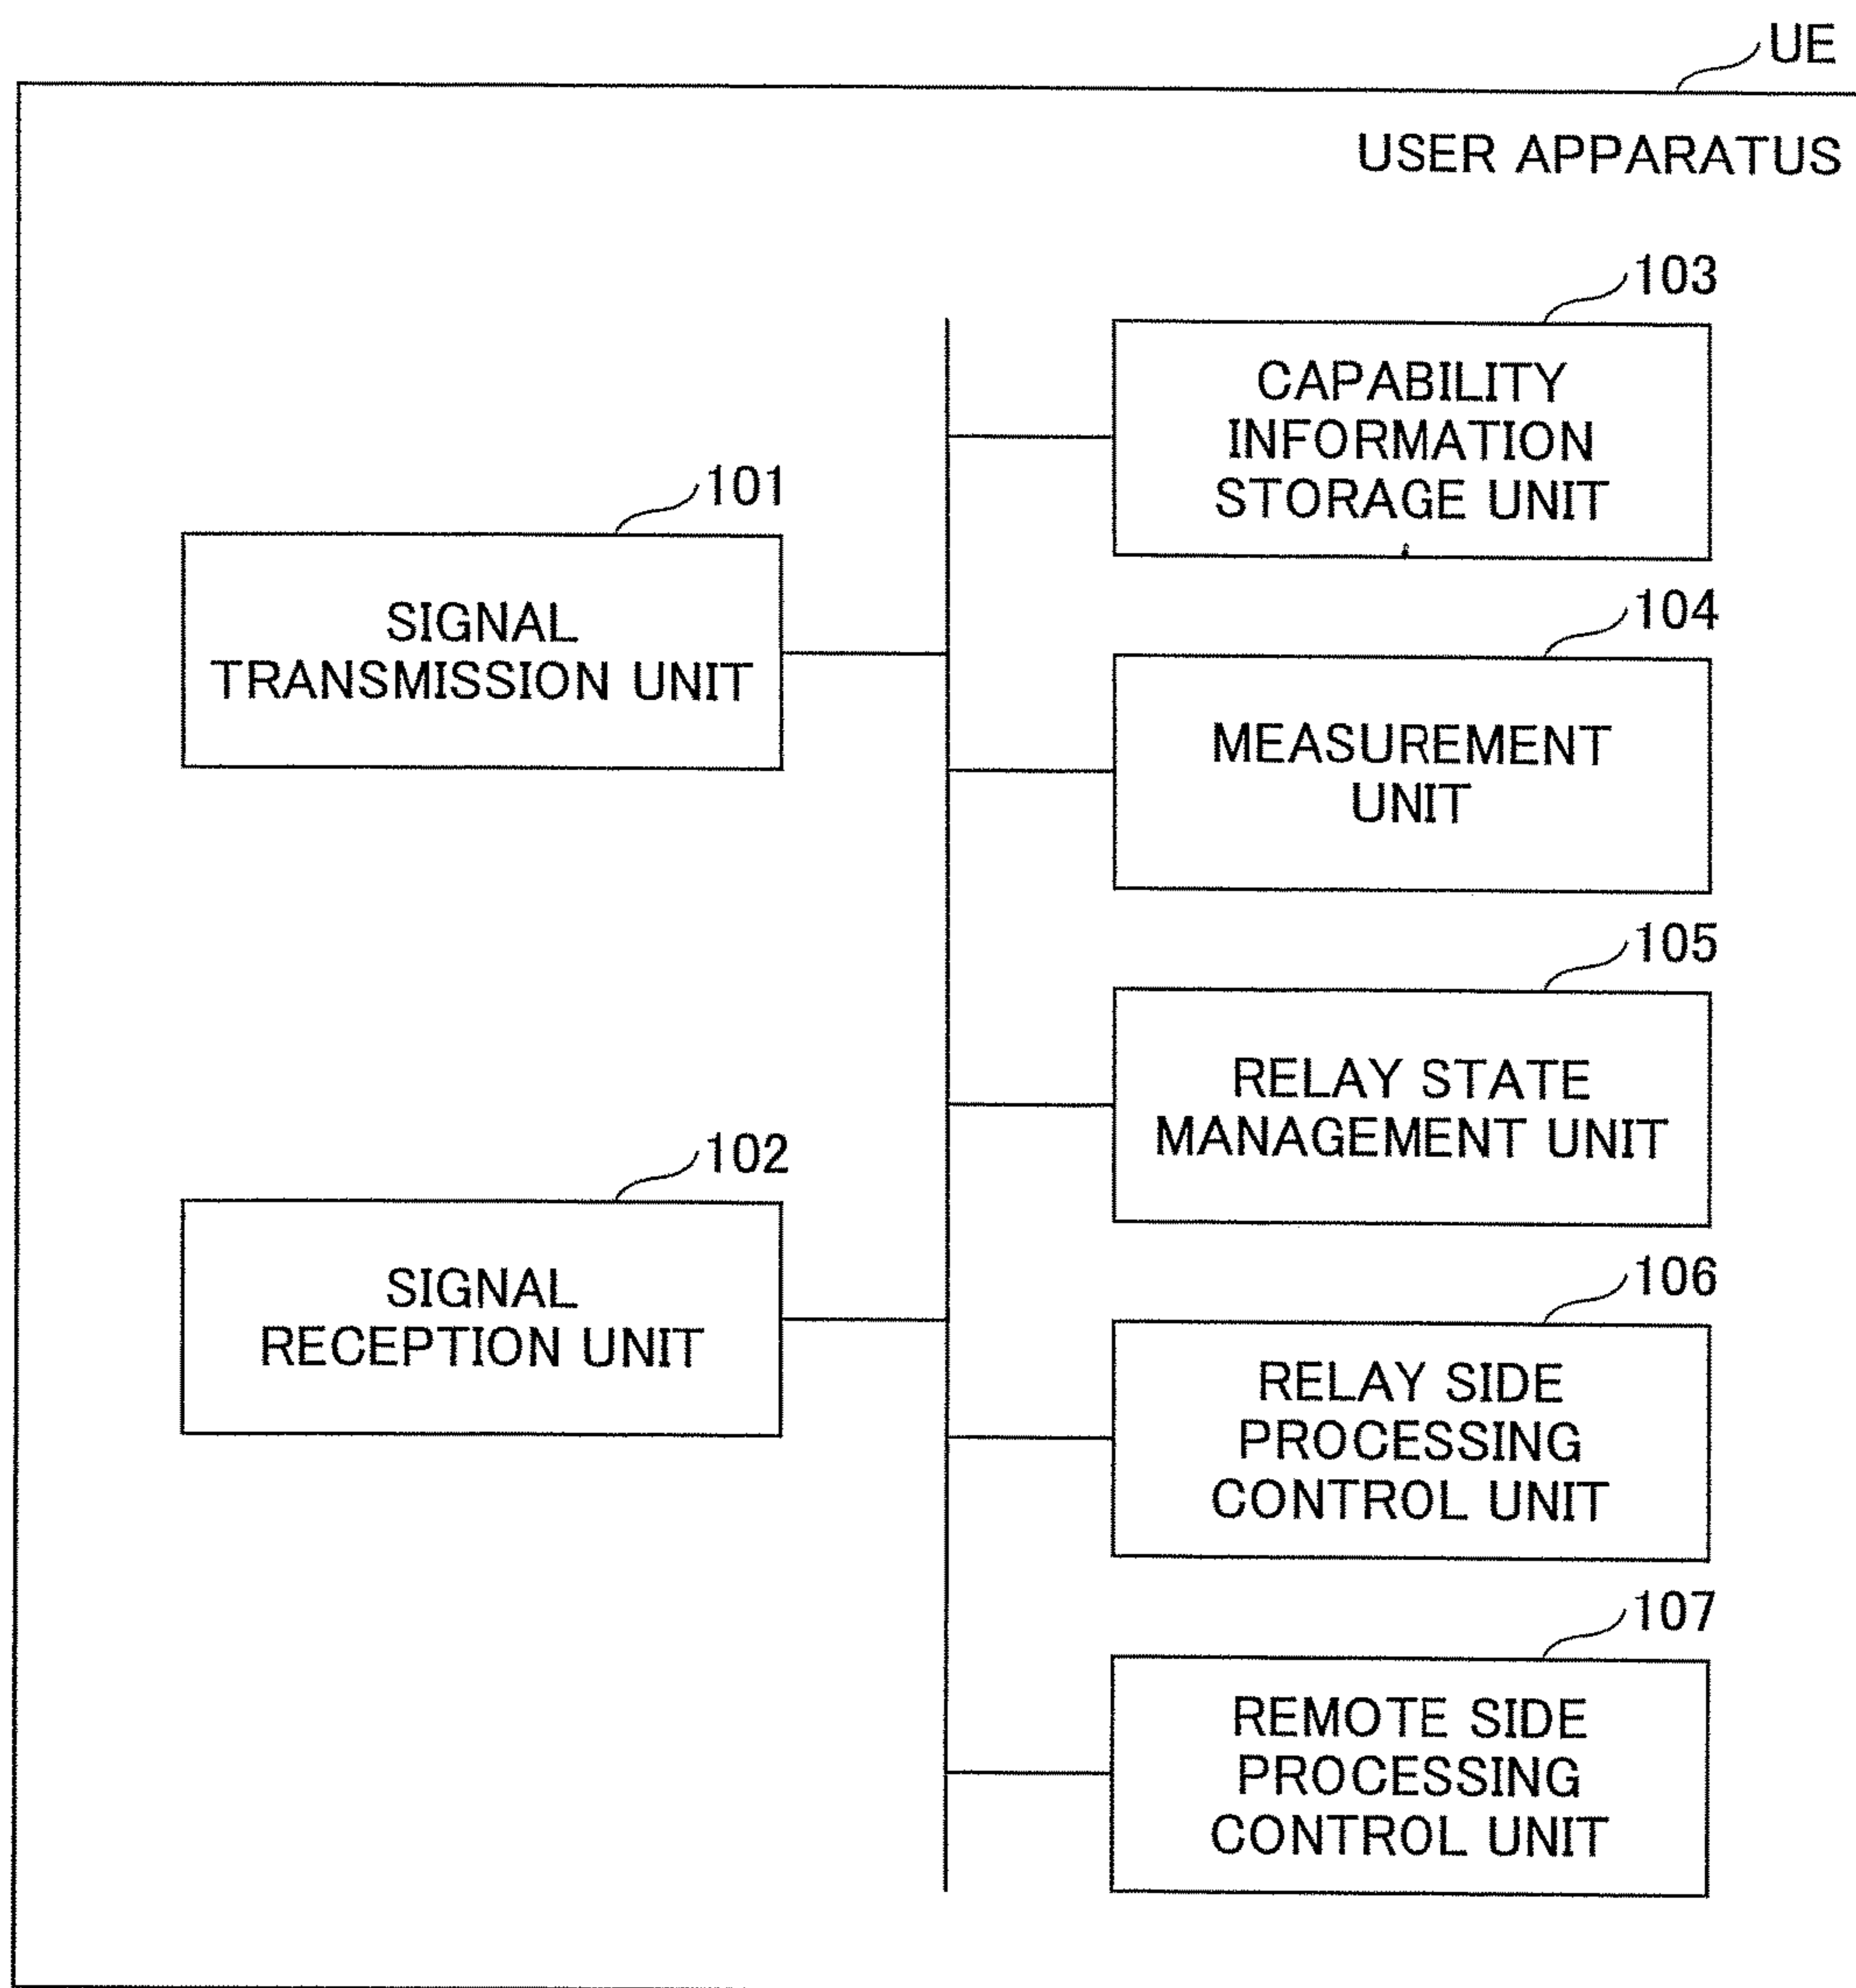 UE
USER APPARATUS
103
CAPABILITY
INFORMATION
STORAGE UNIT
101
SIGNAL
TRANSMISSION UNIT
104
MEASUREMENT
UNIT
105
RELAY STATE
MANAGEMENT UNIT
102
SIGNAL
RECEPTION UNIT
106
RELAY SIDE
PROCESSING
CONTROL UNIT
107
REMOTE SIDE
PROCESSING
CONTROL UNIT